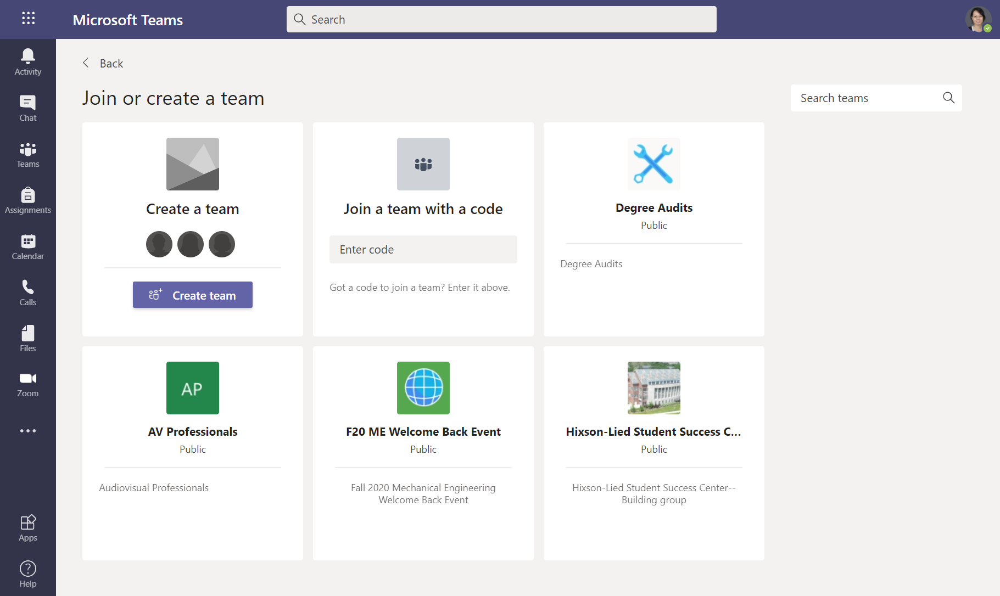 Microsoft Teams
Search
Activity
Chat
Teams
Assignments
Calendar
Calls
Files
Zoom
Apps
Help
Back
Join or create a team
Search teams
Create a team
Create team
Join a team with a code
Enter code
Got a code to join a team? Enter it above.
Degree Audits
Public
Degree Audits
AP
AV Professionals
Public
Audiovisual Professionals
F20 ME Welcome Back Event
Public
Fall 2020 Mechanical Engineering
Welcome Back Event
Hixson-Lied Student Success C...
Public
Hixson-Lied Student Success Center--
Building group